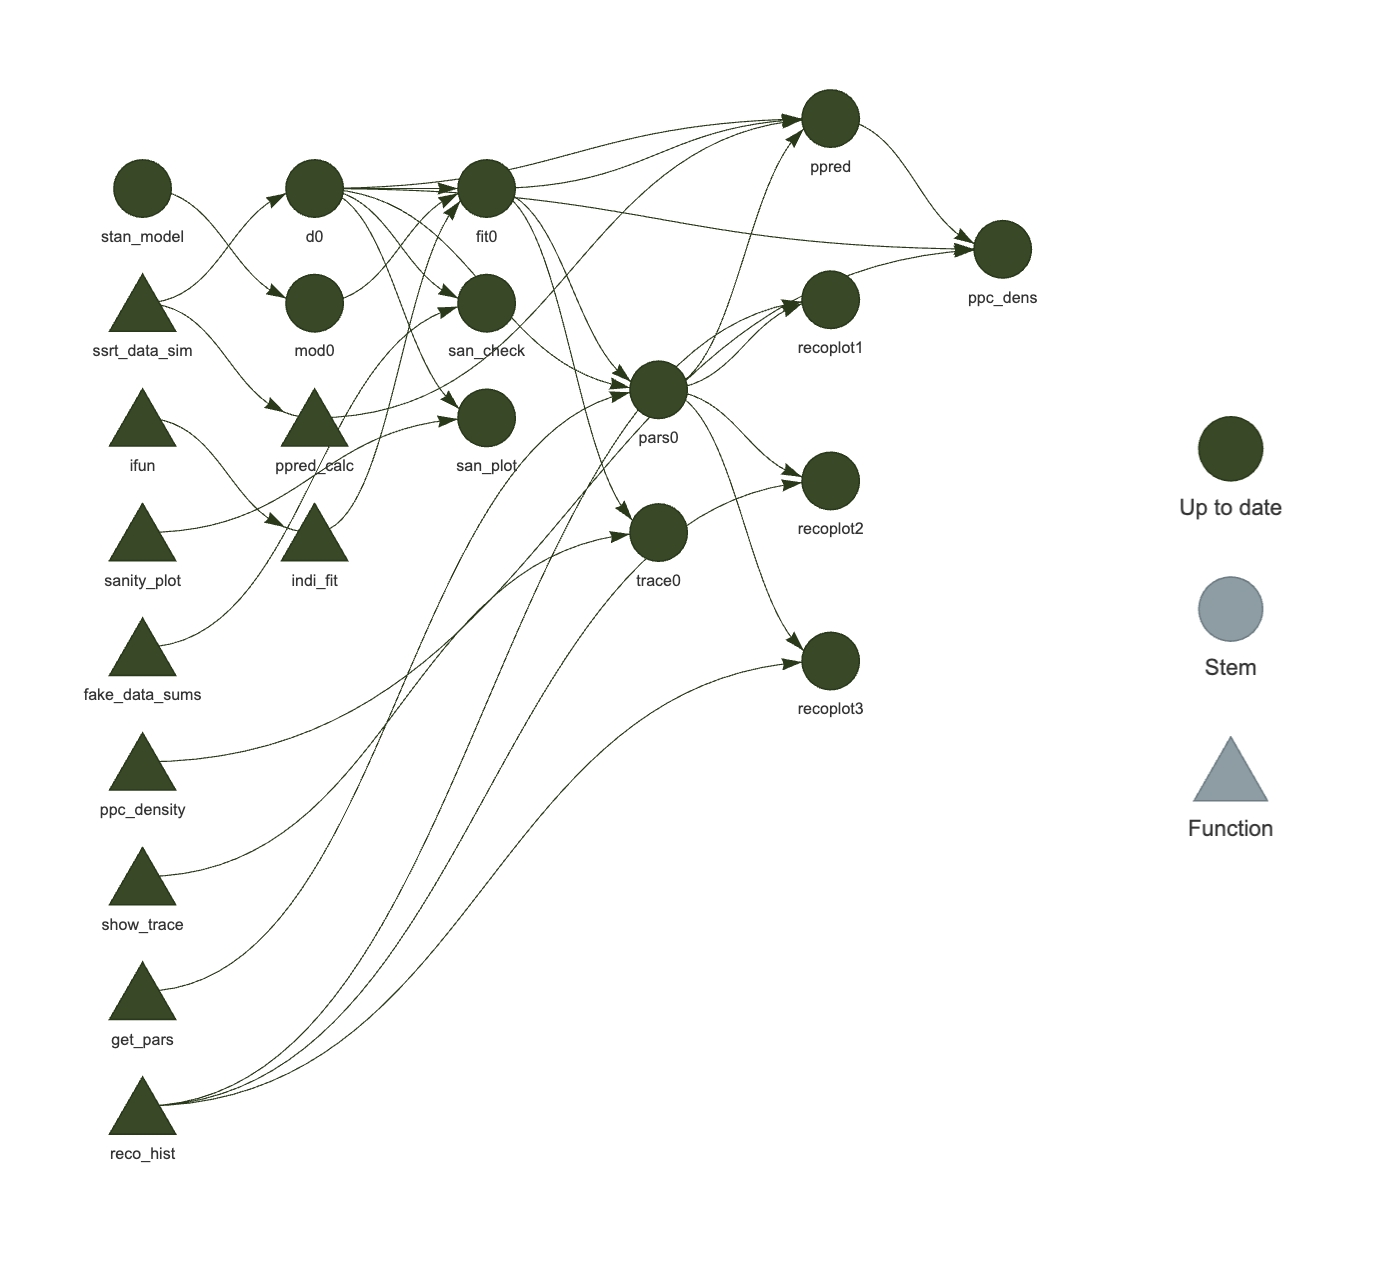 ppred
stan_model
d0
fit0
ppc_dens
ssrt_data_sim
mod0
san_check
recoplot1
ifun
ppred_calc
san_plot
pars0
Up to date
recoplot2
sanity_plot
indi_fit
trace0
Stem
fake_data_sums
recoplot3
ppc_density
Function
show_trace
get_pars
reco_hist